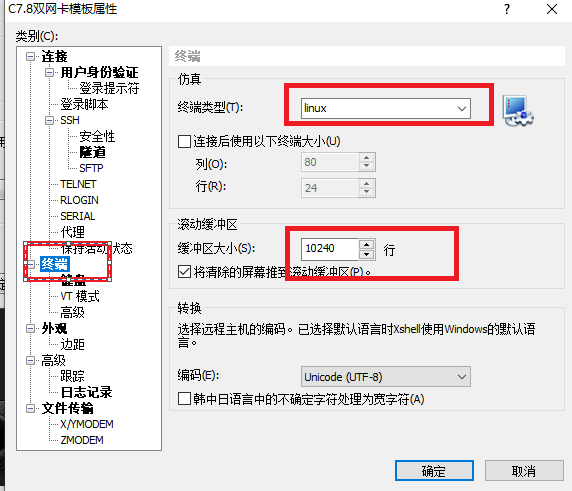 C7.8双网卡模板属性
类别(C):
连接
用户身份验证
登录提示符
登录脚本
SSH
安全性
隧道
SFTP
TELNET
RLOGIN
SERIAL
代理
保持活动状态
终端
键盘
VT 模式
高级
外观
边距
高级
跟踪
日志记录
文件传输
X/YMODEM
ZMODEM
终端
仿真
终端类型(T):
linux
连接后使用以下终端大小(U)
列(O):
80
行(R):
24
滚动缓冲区
缓冲区大小(S):
10240
行
将清除的屏幕推到滚动缓冲区(P)。
转换
选择远程主机的编码。已选择默认语言时Xshell使用Windows的默认语
言。
编码(E):
Unicode (UTF-8)
韩中日语言中的不确定字符处理为宽字符(A)
确定
取消